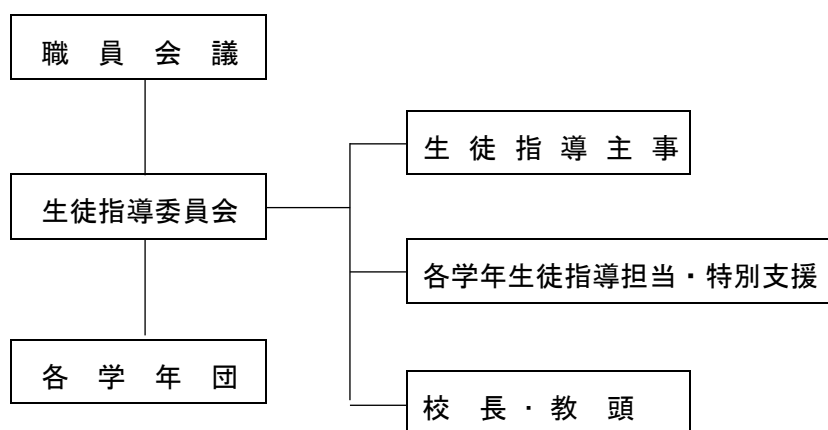 職員会議
生徒指導主事
生徒指導委員会
各学年生徒指導担当・特別支援
各学年団
校長・教頭